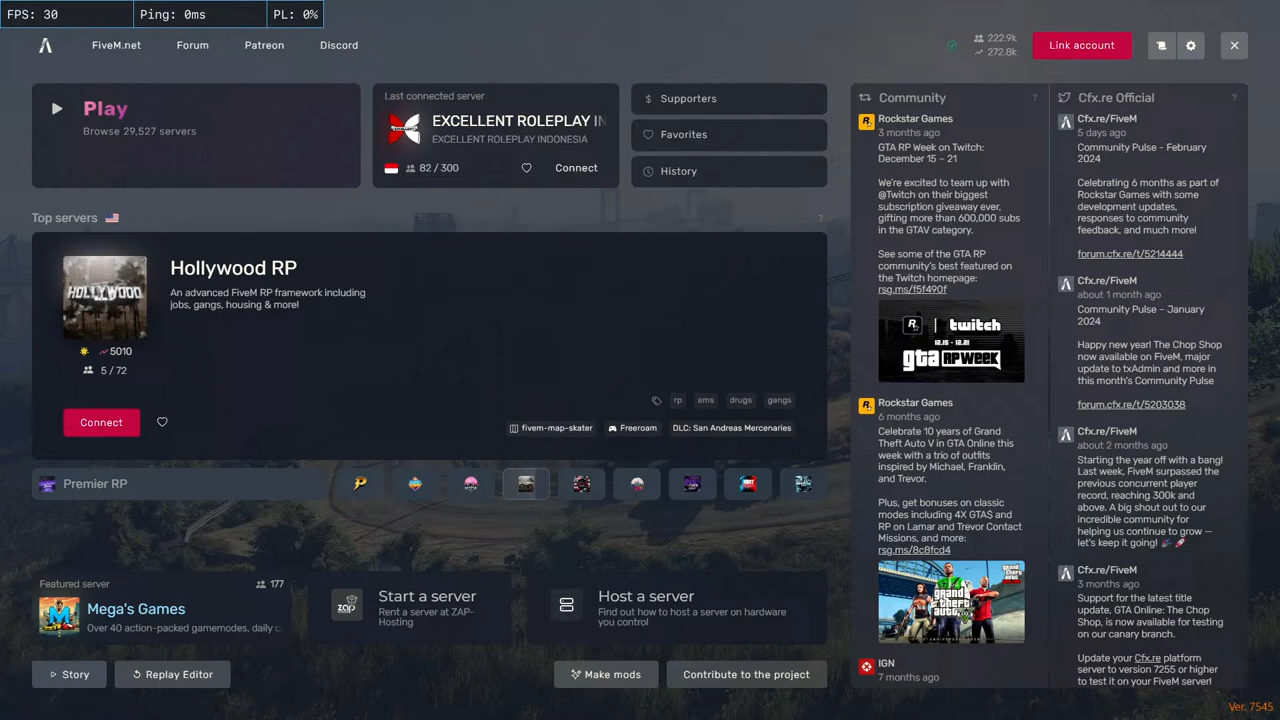 FPS: 30
Ping: 0ms
PL: 0%
FiveM.net
Forum
Patreon
Discord
222.9k
272.8k
Link account
Play
Browse 29,527 servers
Last connected server
EXCELLENT ROLEPLAY IN
EXCELLENT ROLEPLAY INDONESIA
82 / 300
Connect
Supporters
Favorites
History
Top servers
?
HOLLYWOOD
Hollywood RP
An advanced FiveM RP framework including
jobs, gangs, housing & more!
5010
5 / 72
Connect
rp
ems
drugs
gangs
fivem-map-skater
Freeroam
DLC: San Andreas Mercenaries
Premier RP
Featured server
177
Mega's Games
Over 40 action-packed gamemodes, daily c
ZAP
Start a server
Rent a server at ZAP-
Hosting
Host a server
Find out how to host a server on hardware
you control
Story
Replay Editor
Make mods
Contribute to the project
Community
?
Rockstar Games
3 months ago
GTA RP Week on Twitch:
December 15 – 21
We're excited to team up with
@Twitch on their biggest
subscription giveaway ever,
gifting more than 600,000 subs
in the GTAV category.
See some of the GTA RP
community's best featured on
the Twitch homepage:
rsg.ms/f5f490f
R | twitch
12.15 - 12.21
gta RP WEEK
Rockstar Games
6 months ago
Celebrate 10 years of Grand
Theft Auto V in GTA Online this
week with a trio of outfits
inspired by Michael, Franklin,
and Trevor.
Plus, get bonuses on classic
modes including 4X GTA$ and
RP on Lamar and Trevor Contact
Missions, and more:
rsg.ms/8c8fcd4
grand
theft
auto
IGN
7 months ago
Cfx.re Official
?
Cfx.re/FiveM
5 days ago
Community Pulse - February
2024
Celebrating 6 months as part of
Rockstar Games with some
development updates,
responses to community
feedback, and much more!
forum.cfx.re/t/5214444
Cfx.re/FiveM
about 1 month ago
Community Pulse – January
2024
Happy new year! The Chop Shop
now available on FiveM, major
update to txAdmin and more in
this month's Community Pulse
forum.cfx.re/t/5203038
Cfx.re/FiveM
about 2 months ago
Starting the year off with a bang!
Last week, FiveM surpassed the
previous concurrent player
record, reaching 300k and
above. A big shout out to our
incredible community for
helping us continue to grow —
let's keep it going! 🎉 🚀
Cfx.re/FiveM
3 months ago
Support for the latest title
update, GTA Online: The Chop
Shop, is now available for testing
on our canary branch.
Update your Cfx.re platform
server to version 7255 or higher
to test it on your FiveM server!
Ver. 7545